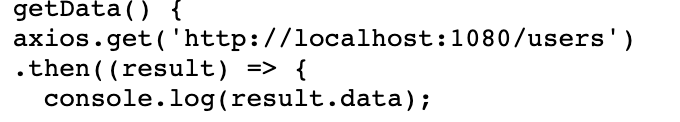 getData() {
axios.get('http://localhost:1080/users')
.then((result) => {
  console.log(result.data);